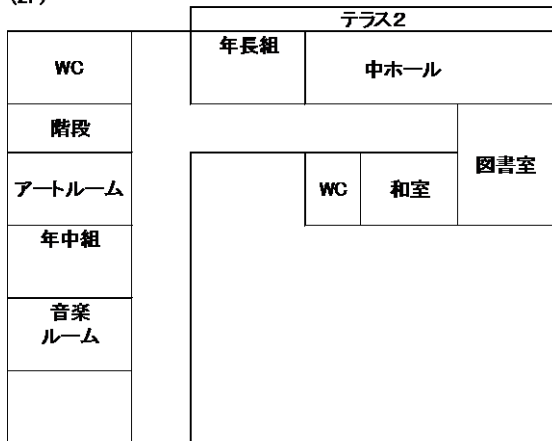 (2F)
テラス2
WC
年長組
中ホール
階段
図書室
アートルーム
WC
和室
年中組
音楽
ルーム